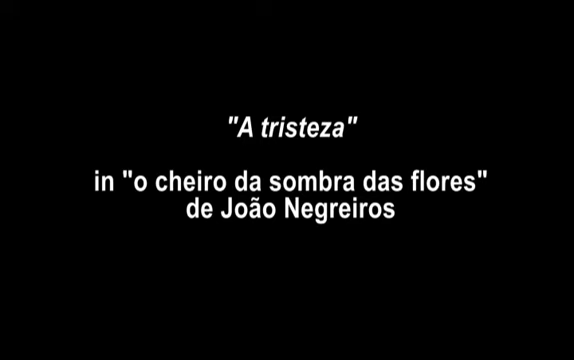 "A tristeza"
in "o cheiro da sombra das flores"
de João Negreiros